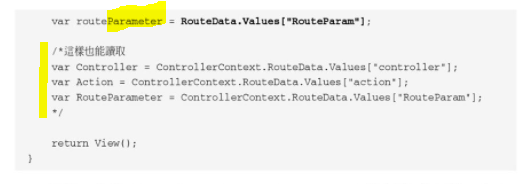 var routeParameter = RouteData.Values["RouteParam"];
/*這樣也能讀取
var Controller = ControllerContext.RouteData.Values["controller"];
var Action = ControllerContext.RouteData.Values["action"];
var RouteParameter = ControllerContext.RouteData.Values["RouteParam"];
*/
return View();
}